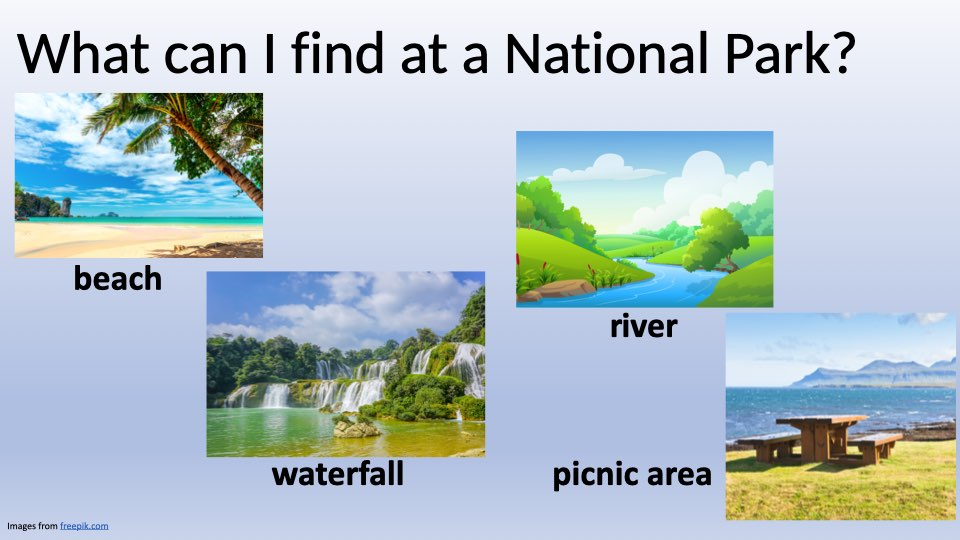 What can I find at a National Park?
beach
river
waterfall
picnic area
Images from freepik.com